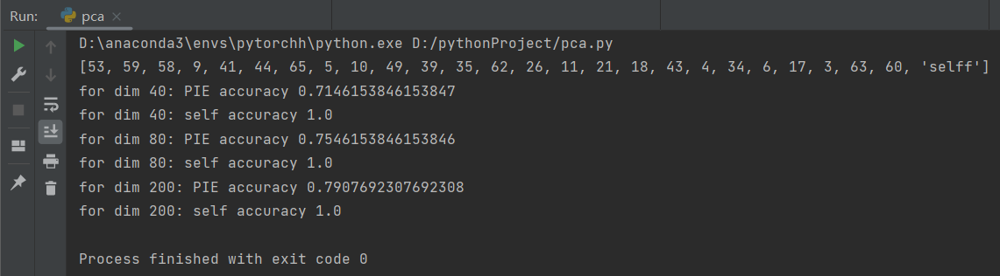 Run: pca
D:\anaconda3\envs\pytorchh\python.exe D:/pythonProject/pca.py
[53, 59, 58, 9, 41, 44, 65, 5, 10, 49, 39, 35, 62, 26, 11, 21, 18, 43, 4, 34, 6, 17, 3, 63, 60, 'selff']
for dim 40: PIE accuracy 0.7146153846153847
for dim 40: self accuracy 1.0
for dim 80: PIE accuracy 0.7546153846153846
for dim 80: self accuracy 1.0
for dim 200: PIE accuracy 0.7907692307692308
for dim 200: self accuracy 1.0
Process finished with exit code 0